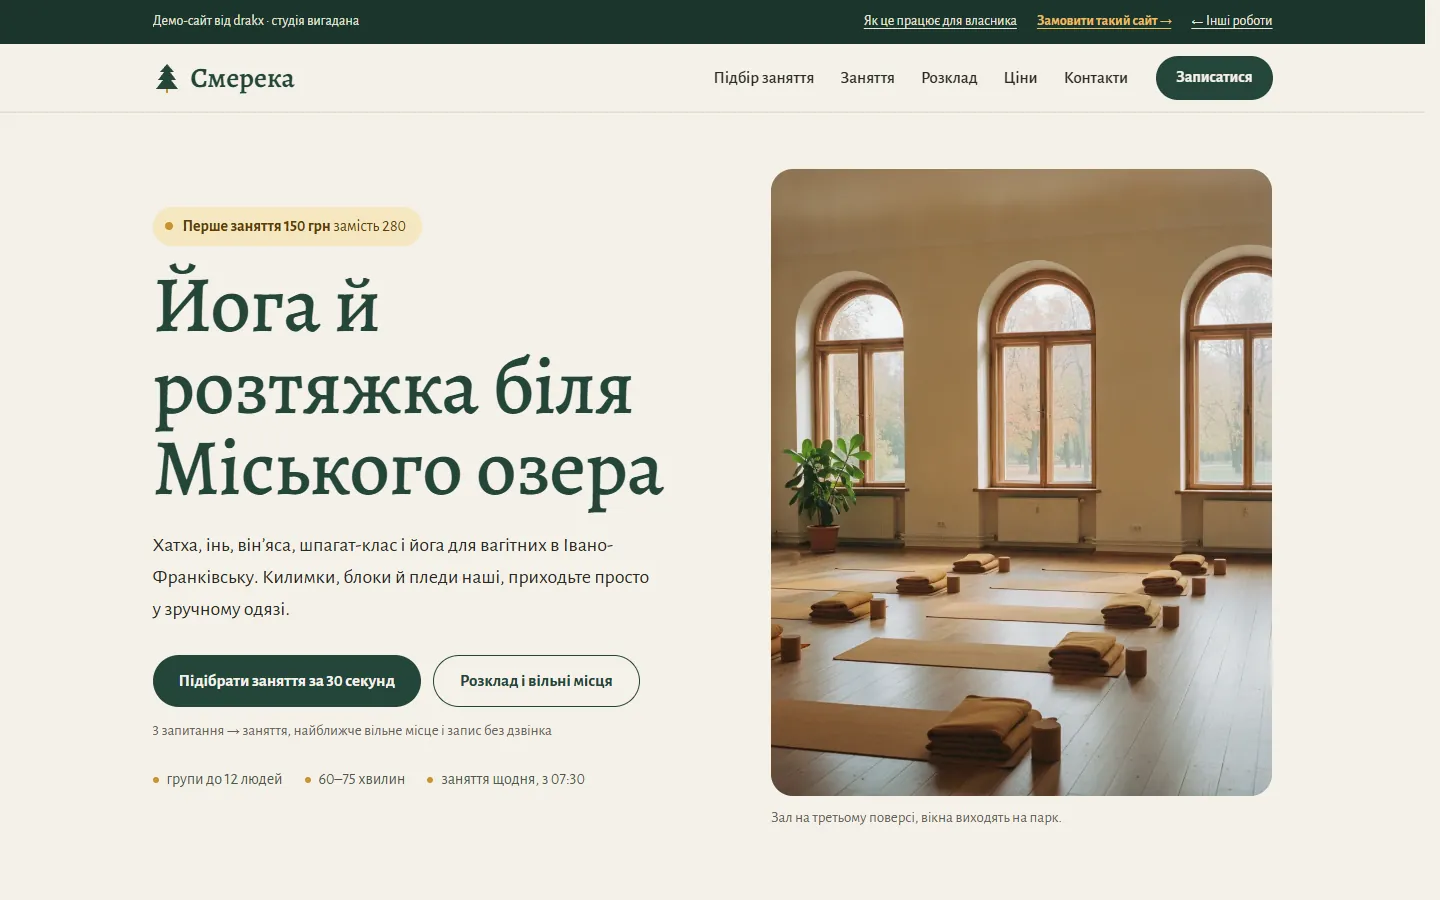 Демо-сайт від drakx · студія вигадана
Як це працює для власника
Замовити такий сайт →
← Інші роботи
Смерека
Підбір заняття
Заняття
Розклад
Ціни
Контакти
Записатися
Перше заняття 150 грн замість 280
Йога й
розтяжка біля
Міського озера
Хатха, інь, він’яса, шпагат-клас і йога для вагітних в Івано-
Франківську. Килимки, блоки й пледи наші, приходьте просто
у зручному одязі.
Підібрати заняття за 30 секунд
Розклад і вільні місця
3 запитання → заняття, найближче вільне місце і запис без дзвінка
групи до 12 людей
60–75 хвилин
заняття щодня, з 07:30
Зал на третьому поверсі, вікна виходять на парк.